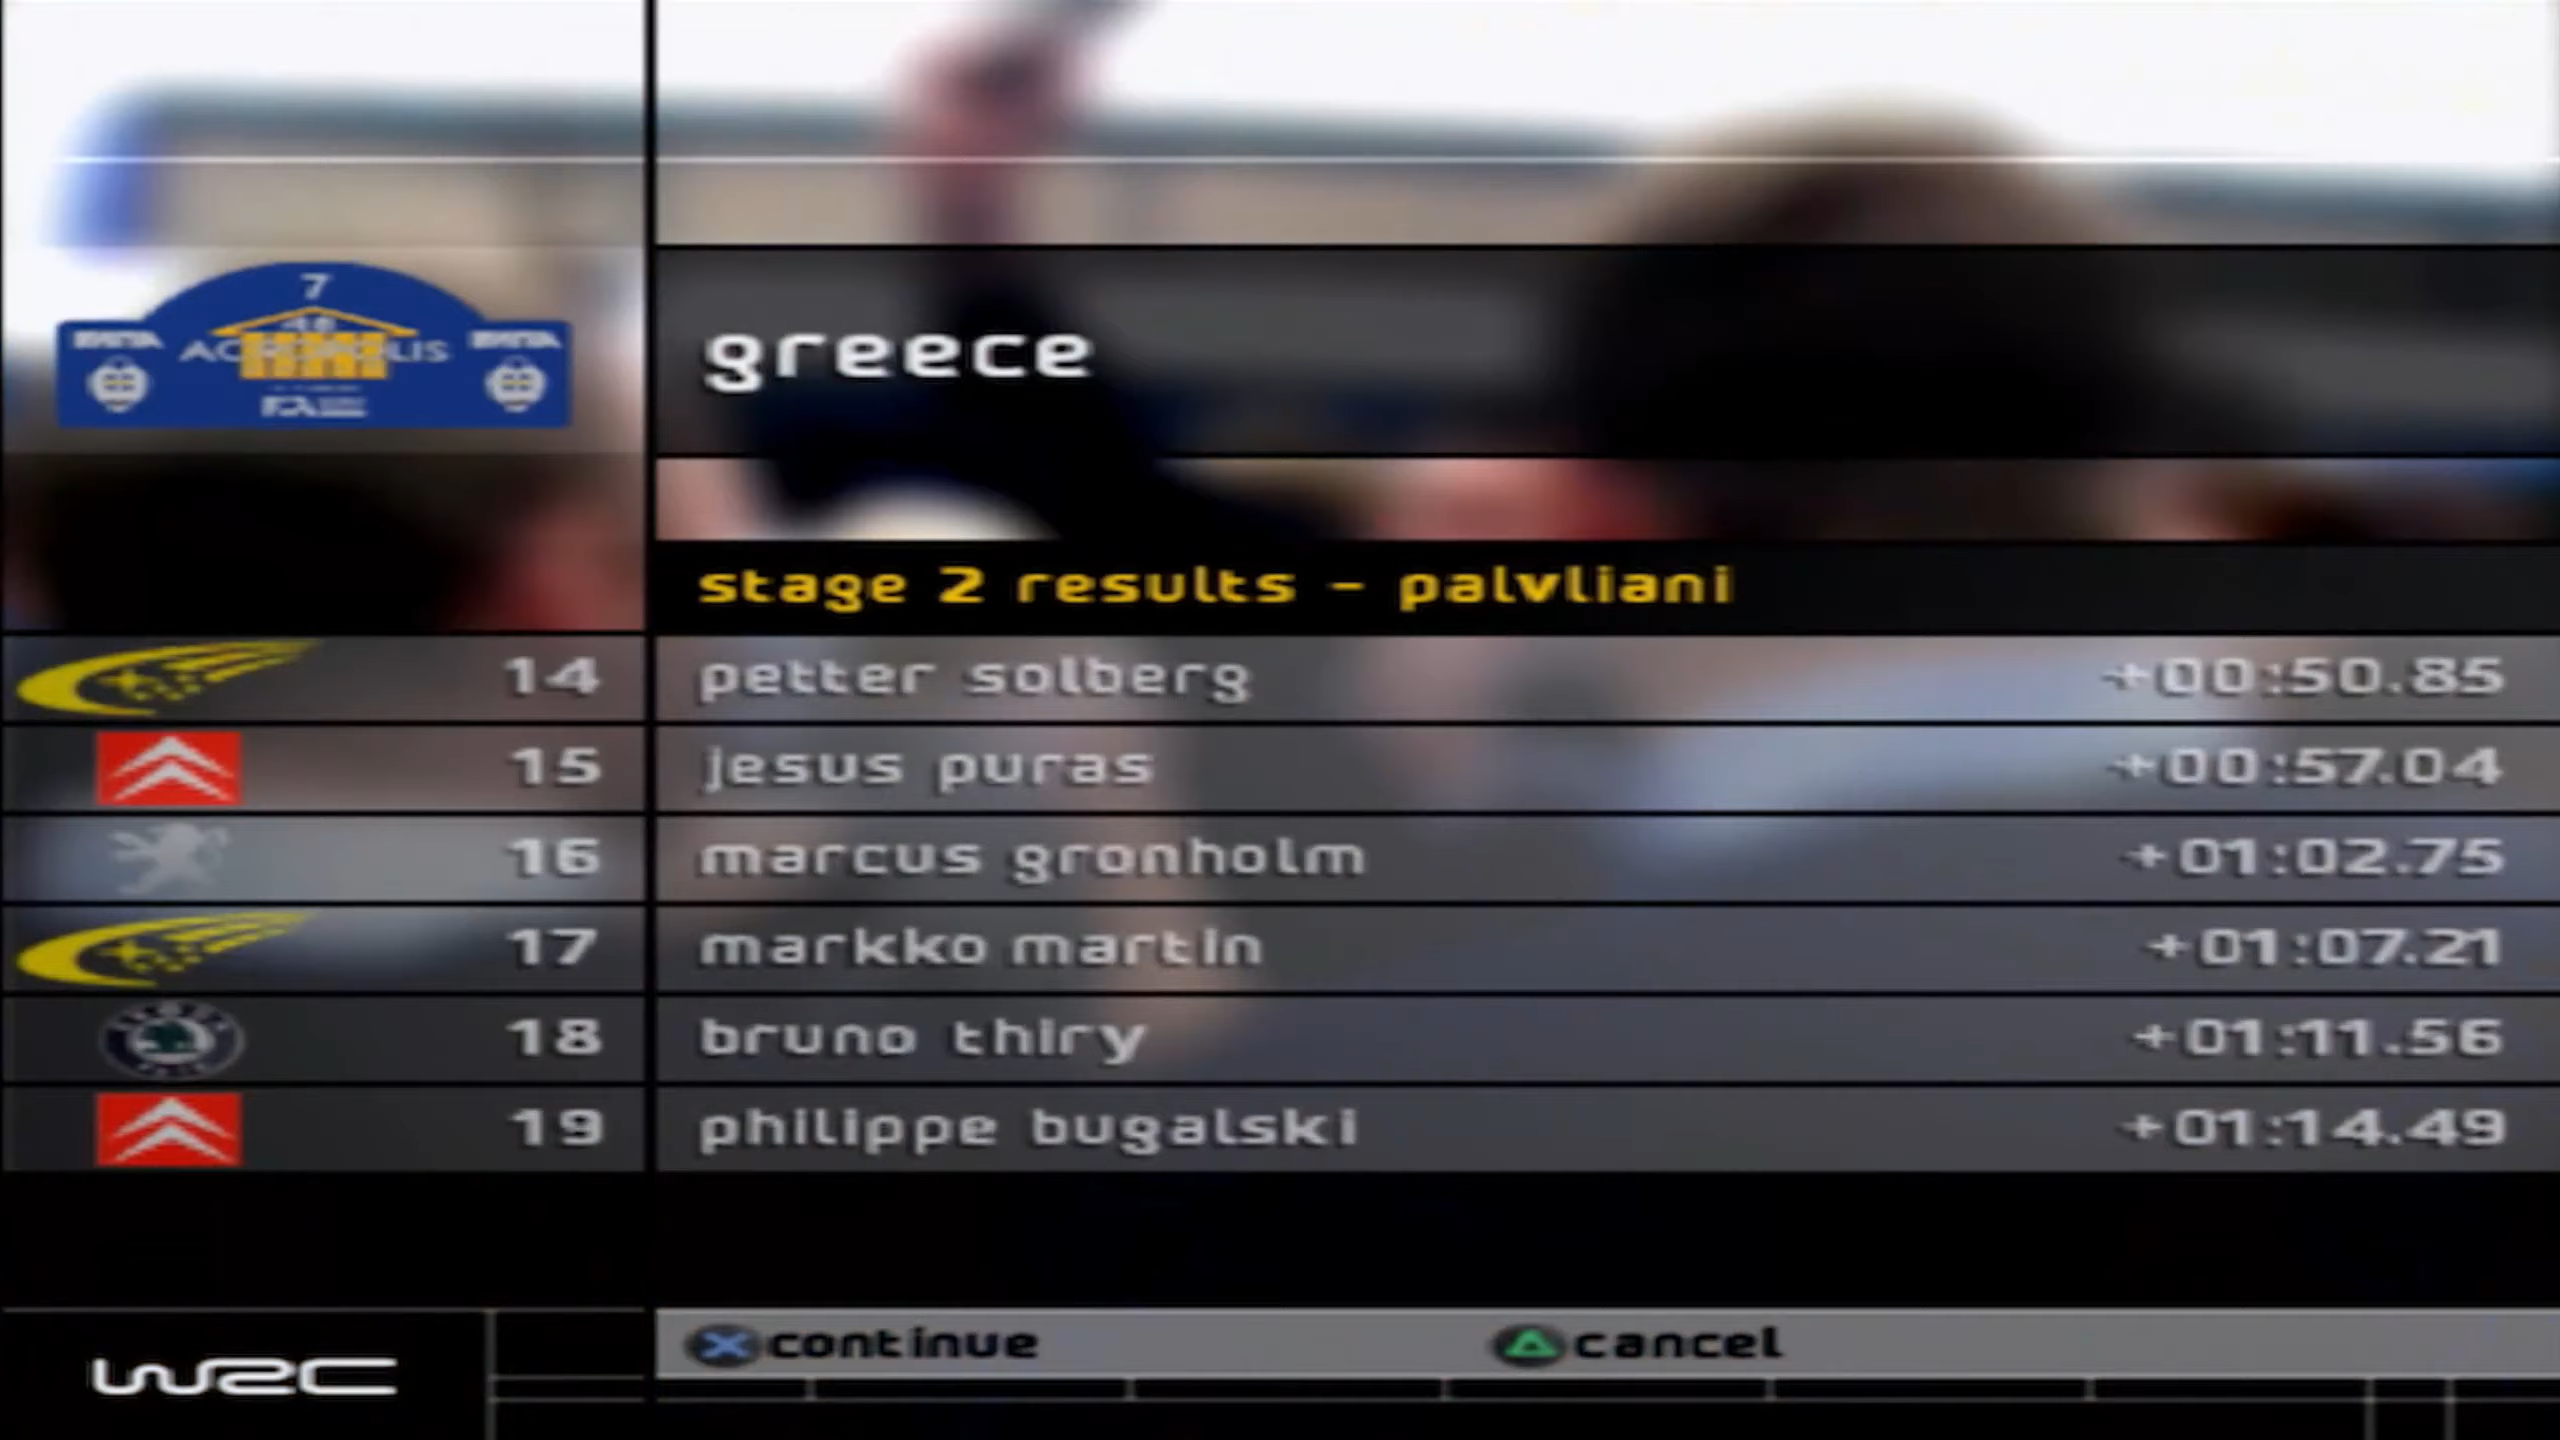 7
48
ACROPOLIS
greece
stage 2 results - palvliani
14 petter solberg +00:50.85
15 jesus puras +00:57.04
16 marcus gronholm +01:02.75
17 markko martin +01:07.21
18 bruno thiry +01:11.56
19 philippe bugalski +01:14.49
continue cancel
WRC